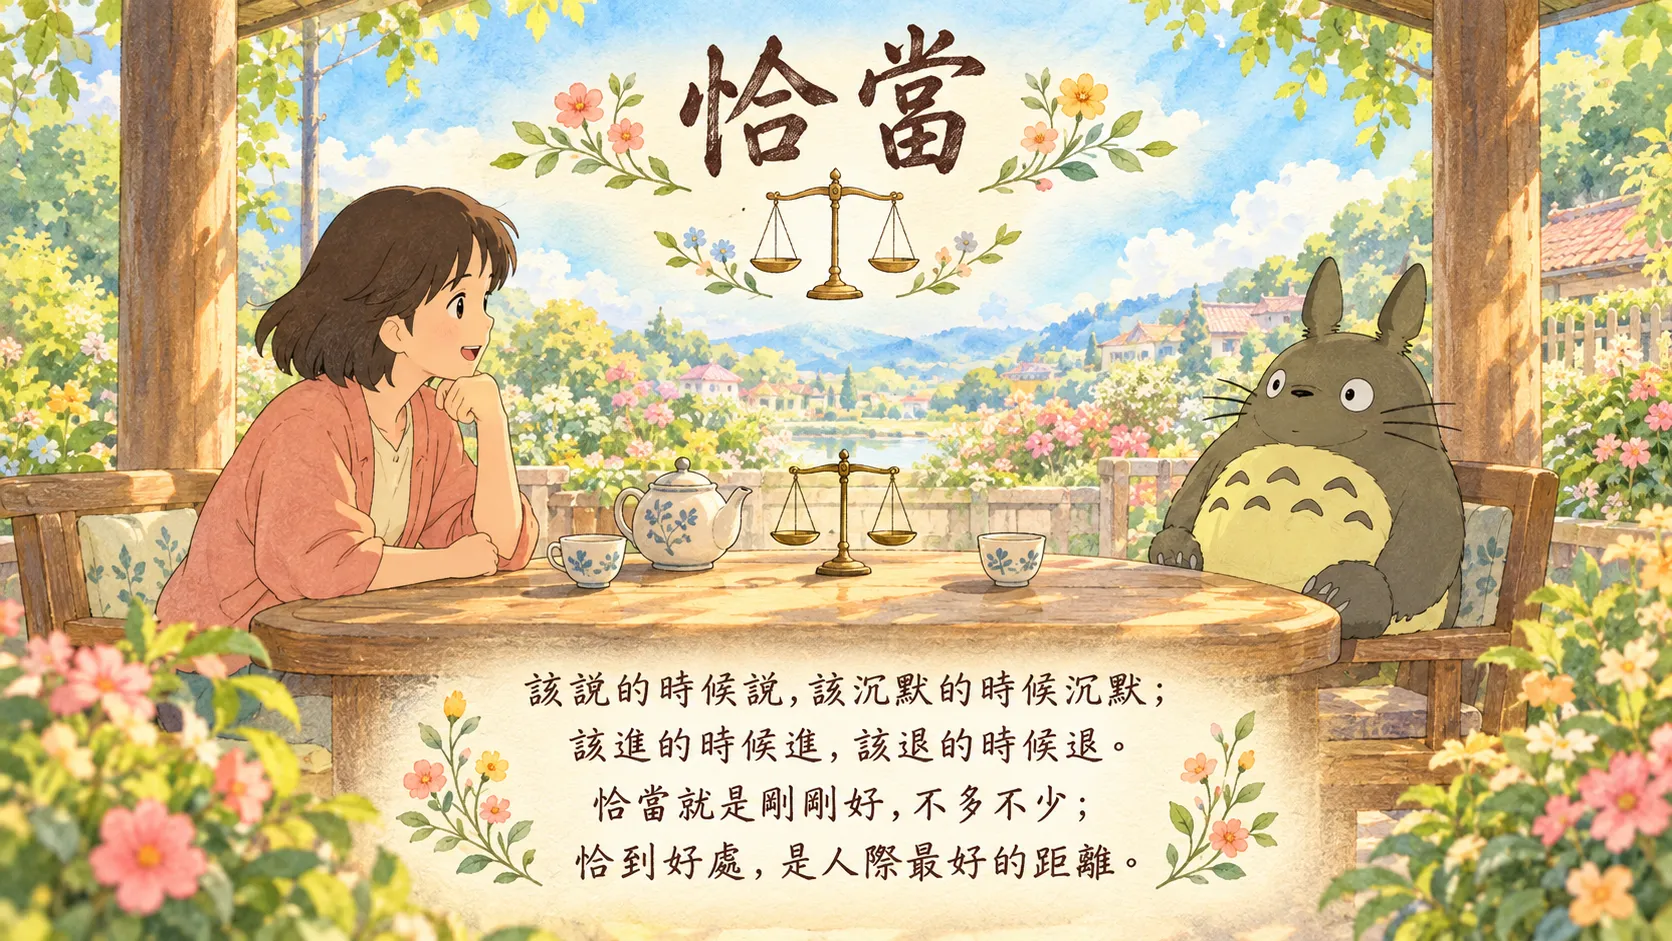 恰當
該說的時候說，該沉默的時候沉默；
該進的時候進，該退的時候退。
恰當就是剛剛好，不多不少；
恰到好處，是人際最好的距離。